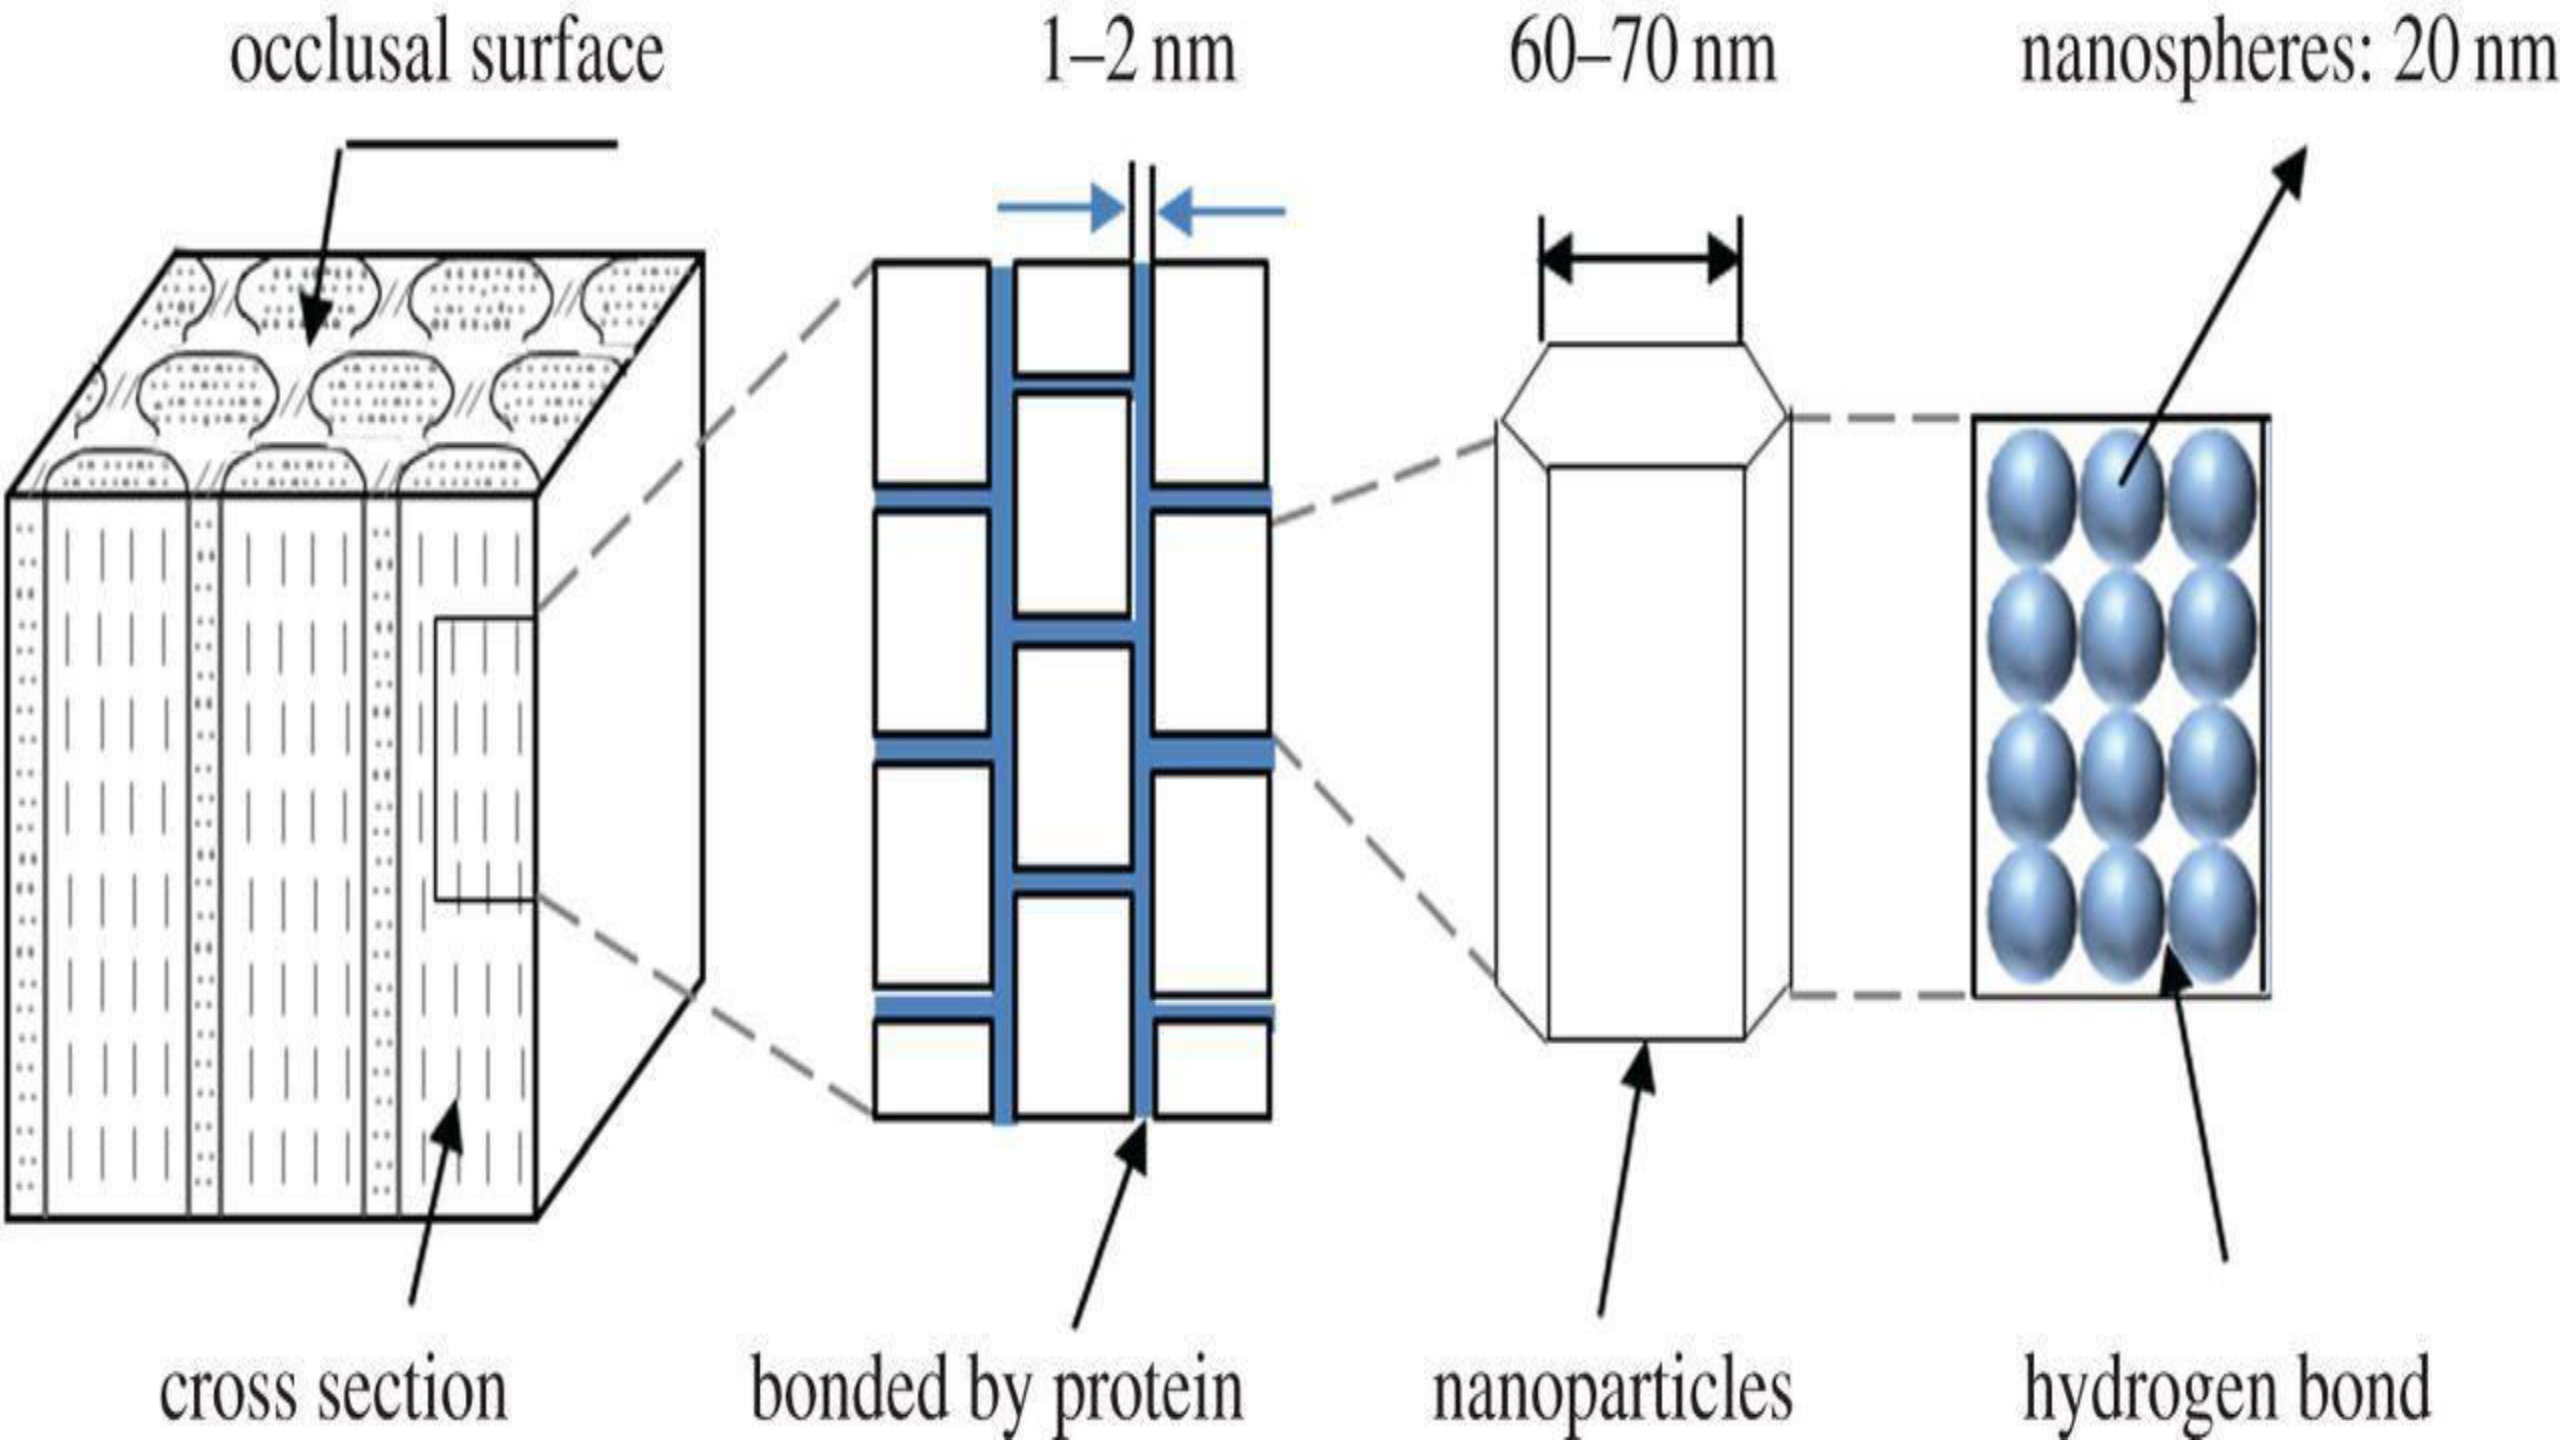 occlusal surface
1–2 nm
60–70 nm
nanospheres: 20 nm
cross section
bonded by protein
nanoparticles
hydrogen bond